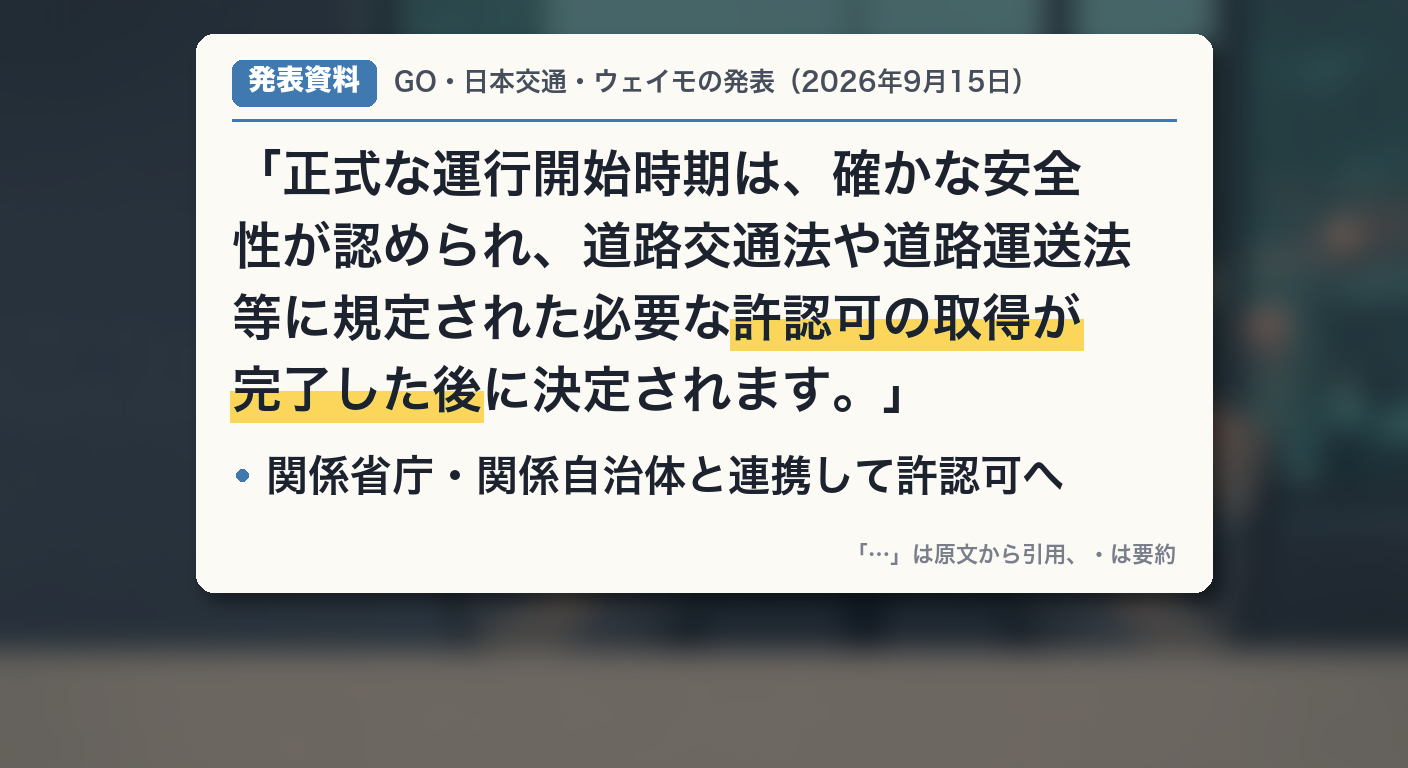 発表資料 GO・日本交通・ウェイモの発表（2026年9月15日）
「正式な運行開始時期は、確かな安全
性が認められ、道路交通法や道路運送法
等に規定された必要な許認可の取得が
完了した後に決定されます。」
・関係省庁・関係自治体と連携して許認可へ
「…」は原文から引用、・は要約